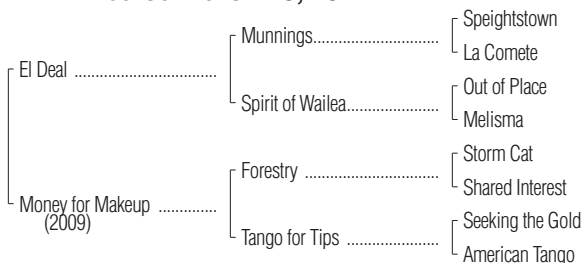 Speightstown
Munnings
La Comete
El Deal
Out of Place
Spirit of Wailea
Melisma
Storm Cat
Forestry
Shared Interest
Money for Makeup
(2009)
Seeking the Gold
Tango for Tips
American Tango